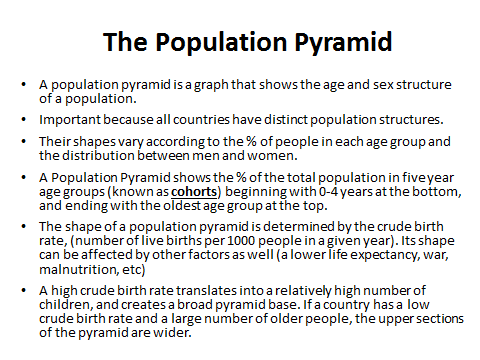 The Population Pyramid
• A population pyramid is a graph that shows the age and sex structure
of a population.
• Important because all countries have distinct population structures.
• Their shapes vary according to the % of people in each age group and
the distribution between men and women.
• A Population Pyramid shows the % of the total population in five year
age groups (known as cohorts) beginning with 0-4 years at the bottom,
and ending with the oldest age group at the top.
• The shape of a population pyramid is determined by the crude birth
rate, (number of live births per 1000 people in a given year). Its shape
can be affected by other factors as well (a lower life expectancy, war,
malnutrition, etc)
• A high crude birth rate translates into a relatively high number of
children, and creates a broad pyramid base. If a country has a low
crude birth rate and a large number of older people, the upper sections
of the pyramid are wider.